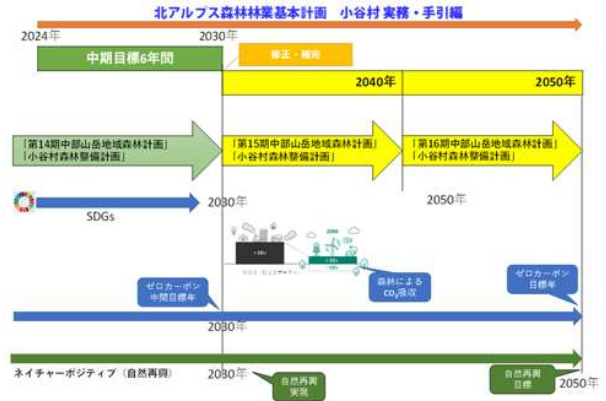 北アルプス森林林業基本計画 小谷村 実務・手引編
2024年
2030年
中期目標6年間
修正・補完
2040年
2050年
「第14期中部山岳地域森林計画」
「小谷村森林整備計画」
「第15期中部山岳地域森林計画」
「小谷村森林整備計画」
「第16期中部山岳地域森林計画」
「小谷村森林整備計画」
SDGs
2030年
2050年
ゼロカーボン
中間目標年
森林による
CO₂吸収
ゼロカーボン
目標年
2030年
ネイチャーポジティブ(自然再興)
2030年
自然再興
実現
自然再興
目標
2050年